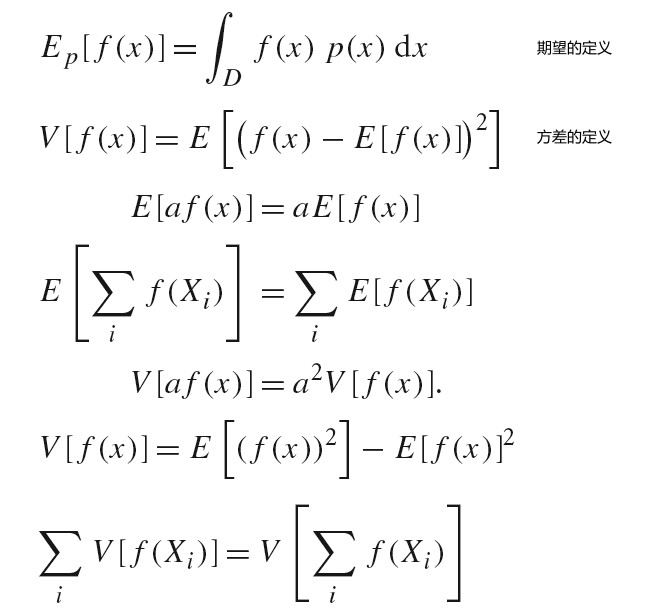 E_p[f(x)] = ∫_D f(x) p(x) dx 期望的定义
V[f(x)] = E[(f(x) − E[f(x)])²] 方差的定义
E[af(x)] = aE[f(x)]
E[∑_i f(X_i)] = ∑_i E[f(X_i)]
V[af(x)] = a²V[f(x)].
V[f(x)] = E[(f(x))²] − E[f(x)]²
∑_i V[f(X_i)] = V[∑_i f(X_i)]